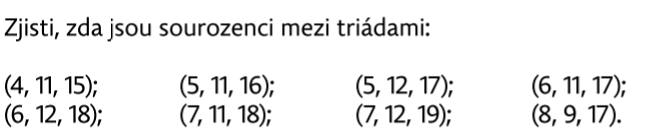 Zjisti, zda jsou sourozenci mezi triádami:
(4, 11, 15); (5, 11, 16); (5, 12, 17); (6, 11, 17);
(6, 12, 18); (7, 11, 18); (7, 12, 19); (8, 9, 17).